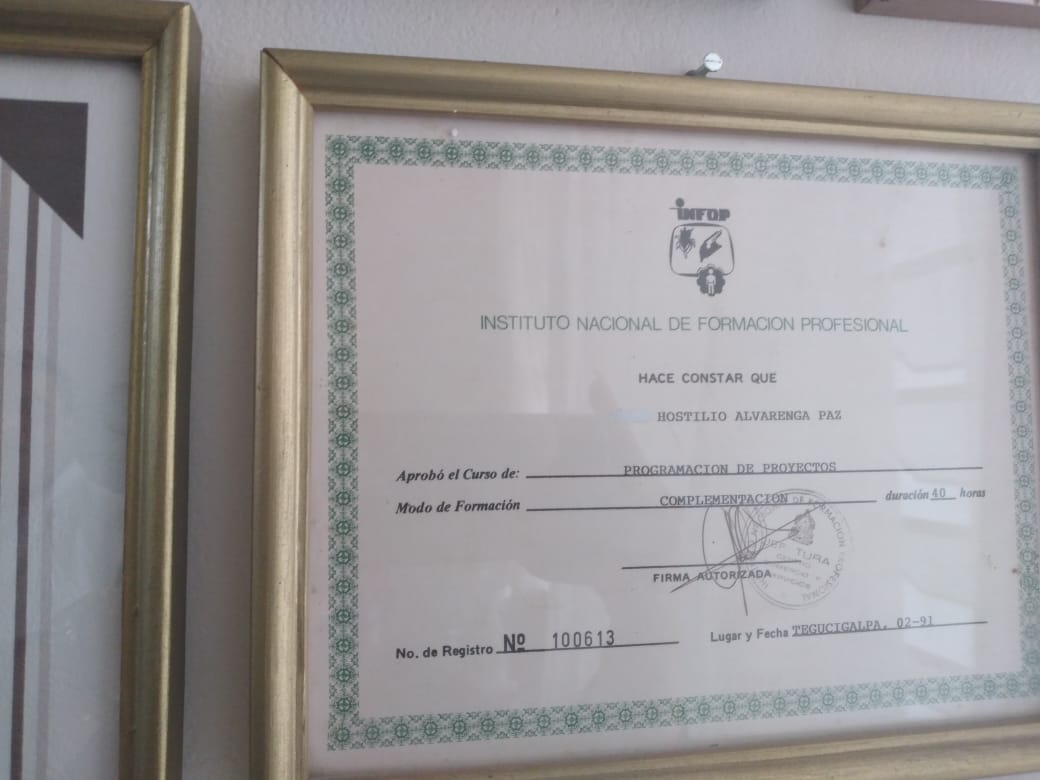 INFOP
INSTITUTO NACIONAL DE FORMACION PROFESIONAL
HACE CONSTAR QUE
HOSTILIO ALVARENGA PAZ
Aprobó el Curso de: PROGRAMACION DE PROYECTOS
Modo de Formación COMPLEMENTACION duración 40 horas
FIRMA AUTORIZADA
No. de Registro Nº 100613 Lugar y Fecha TEGUCIGALPA, 02-91